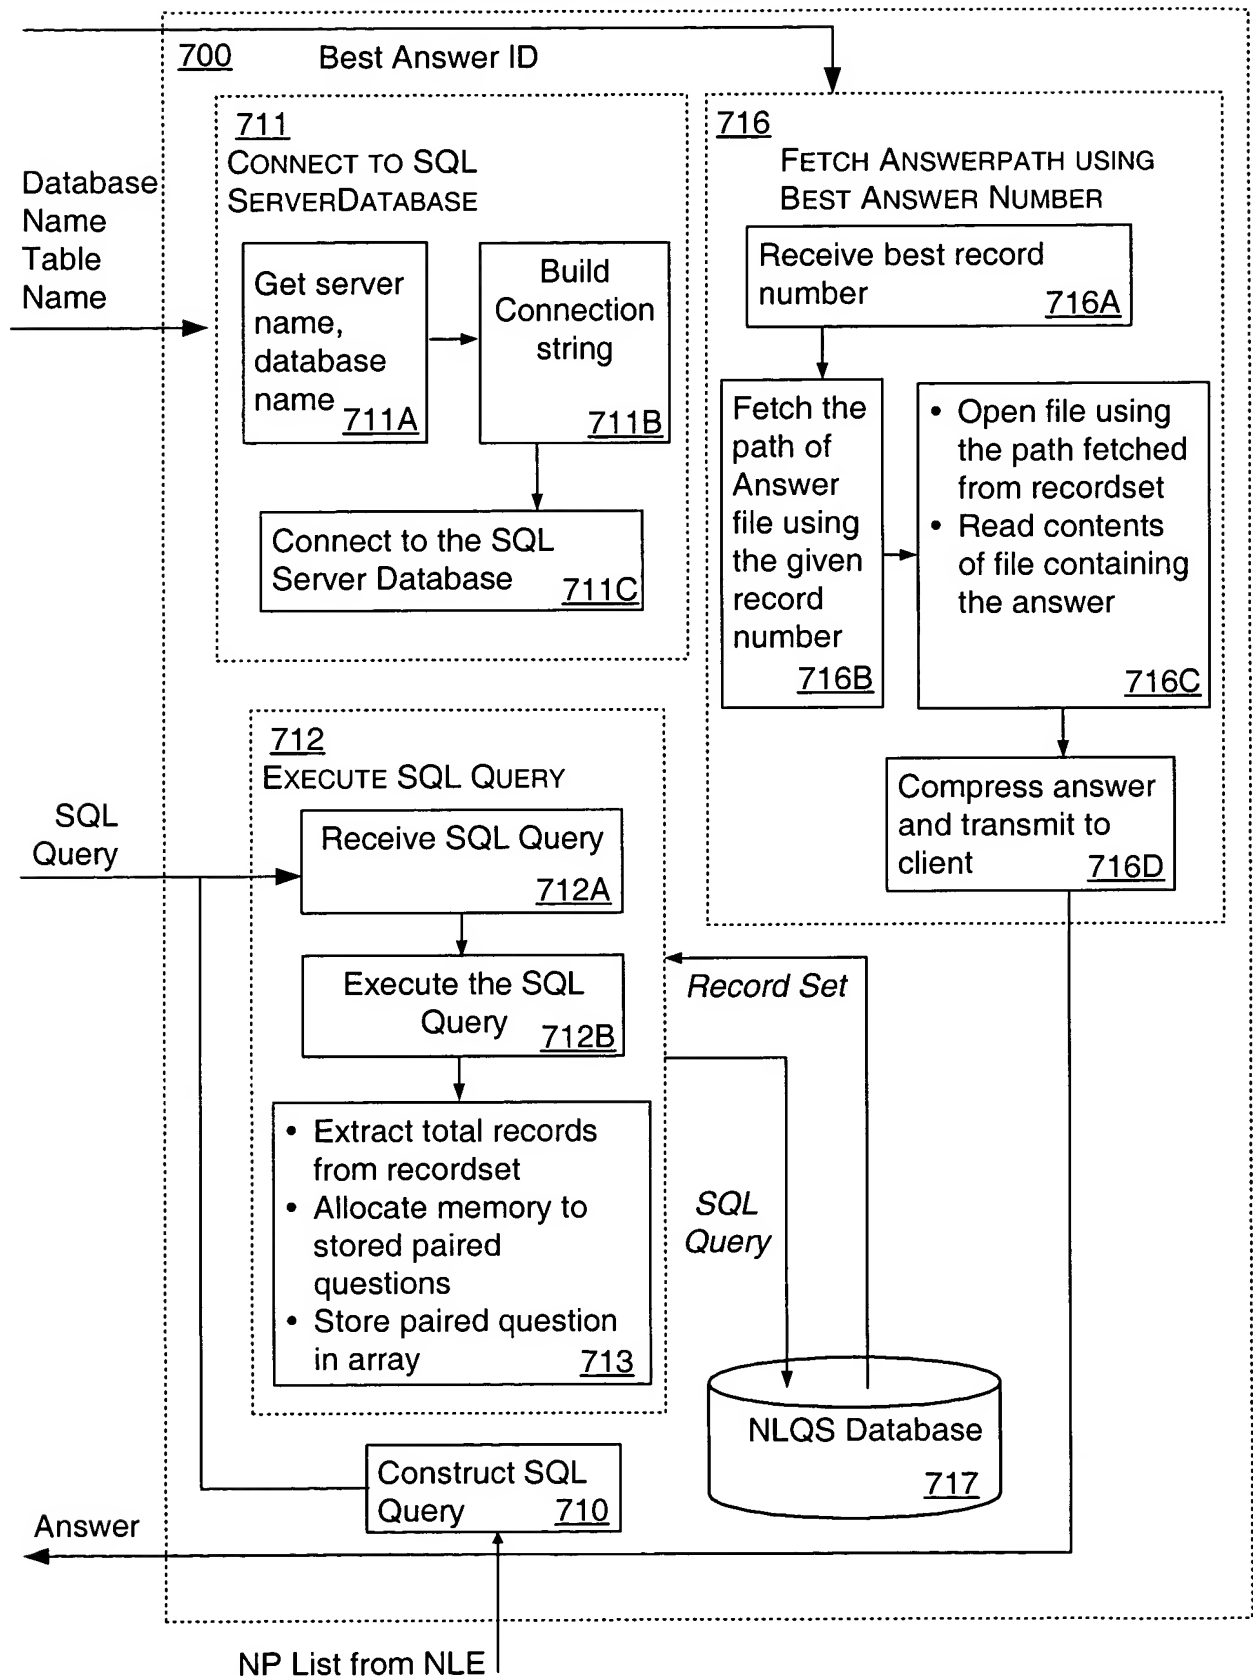 700 Best Answer ID
Database
Name
Table
Name
711
CONNECT TO SQL
SERVERDATABASE
Get server
name,
database
name
711A
Build
Connection
string
711B
Connect to the SQL
Server Database
711C
716
FETCH ANSWERPATH USING
BEST ANSWER NUMBER
Receive best record
number
716A
Fetch the
path of
Answer
file using
the given
record
number
716B
• Open file using
the path fetched
from recordset
• Read contents
of file containing
the answer
716C
Compress answer
and transmit to
client
716D
SQL
Query
712
EXECUTE SQL QUERY
Receive SQL Query
712A
Execute the SQL
Query
712B
• Extract total records
from recordset
• Allocate memory to
stored paired
questions
• Store paired question
in array
713
Record Set
SQL
Query
NLQS Database
717
Construct SQL
Query 710
Answer
NP List from NLE